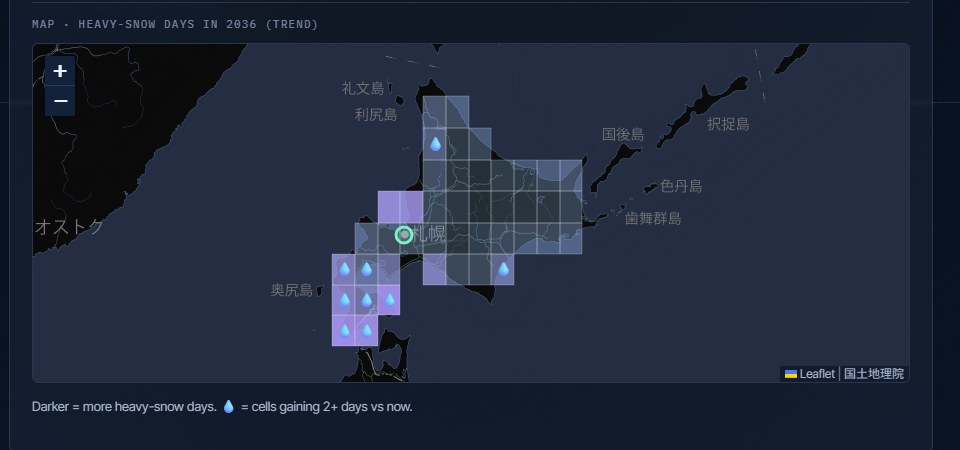 MAP · HEAVY-SNOW DAYS IN 2036 (TREND)
+
−
礼文島
利尻島
択捉島
国後島
色丹島
歯舞群島
オストク
札幌
奥尻島
Leaflet | 国土地理院
Darker = more heavy-snow days. 💧 = cells gaining 2+ days vs now.